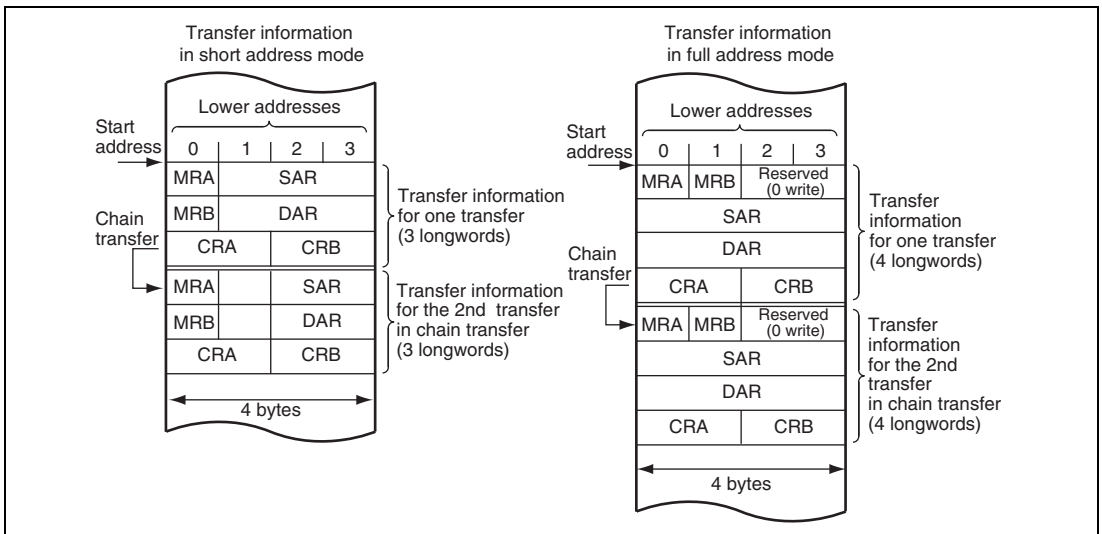 Transfer information
in short address mode
Lower addresses
Start
address
0 1 2 3
MRA SAR
MRB DAR
CRA CRB
Transfer information
for one transfer
(3 longwords)
Chain
transfer
MRA SAR
MRB DAR
CRA CRB
Transfer information
for the 2nd transfer
in chain transfer
(3 longwords)
4 bytes
Transfer information
in full address mode
Lower addresses
Start
address
0 1 2 3
MRA MRB Reserved
(0 write)
SAR
DAR
CRA CRB
Transfer
information
for one transfer
(4 longwords)
Chain
transfer
MRA MRB Reserved
(0 write)
SAR
DAR
CRA CRB
Transfer
information
for the 2nd
transfer
in chain transfer
(4 longwords)
4 bytes